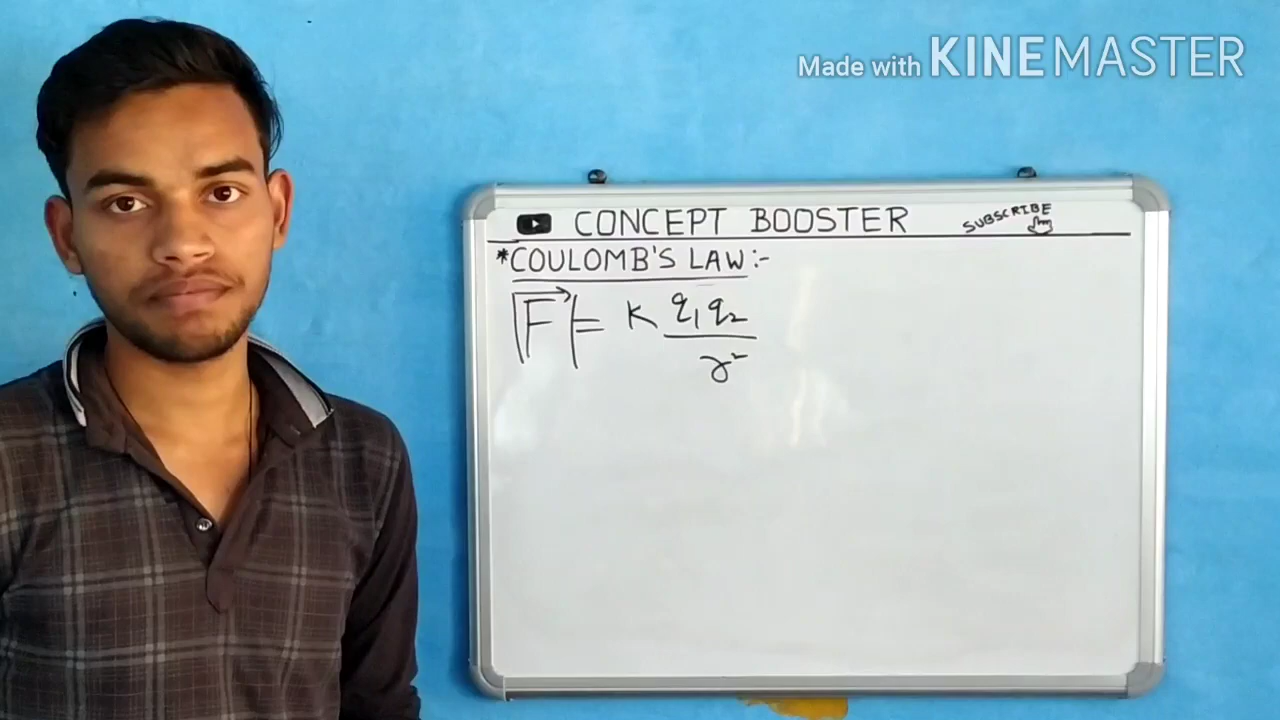 Made with KINEMASTER
CONCEPT BOOSTER SUBSCRIBE
*COULOMB'S LAW:-
|F⃗| = K q₁q₂
r²